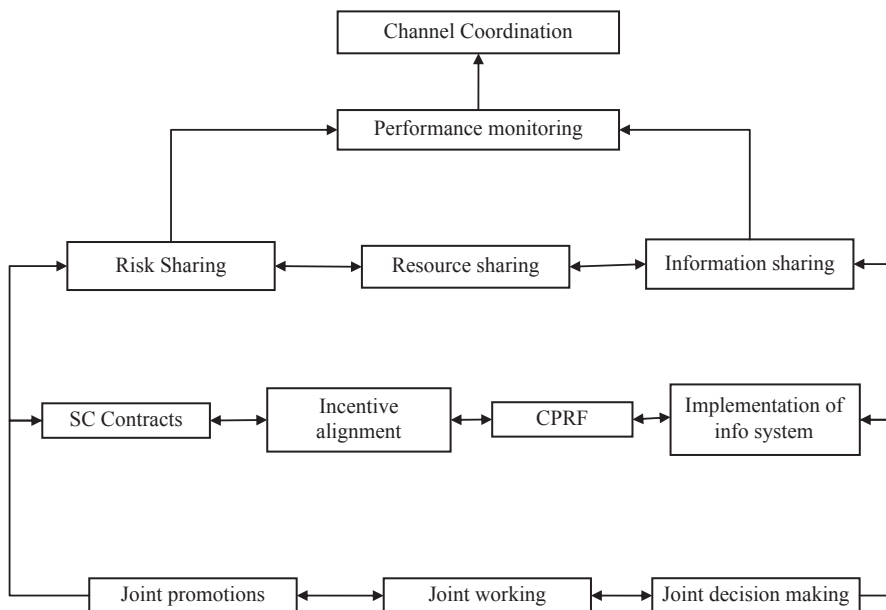 Channel Coordination
Performance monitoring
Risk Sharing
Resource sharing
Information sharing
SC Contracts
Incentive
alignment
CPRF
Implementation of
info system
Joint promotions
Joint working
Joint decision making